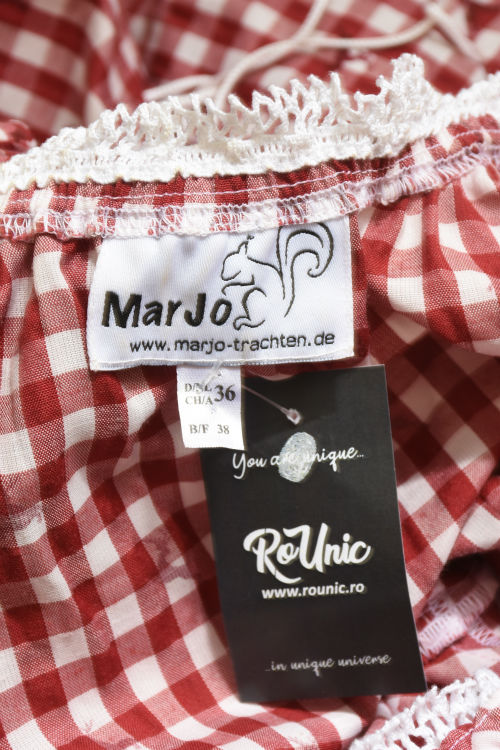 MarJo
www.marjo-trachten.de
D/NL 36
CH/A
B/F 38
You are unique...
RoUnic
www.rounic.ro
...in unique universe